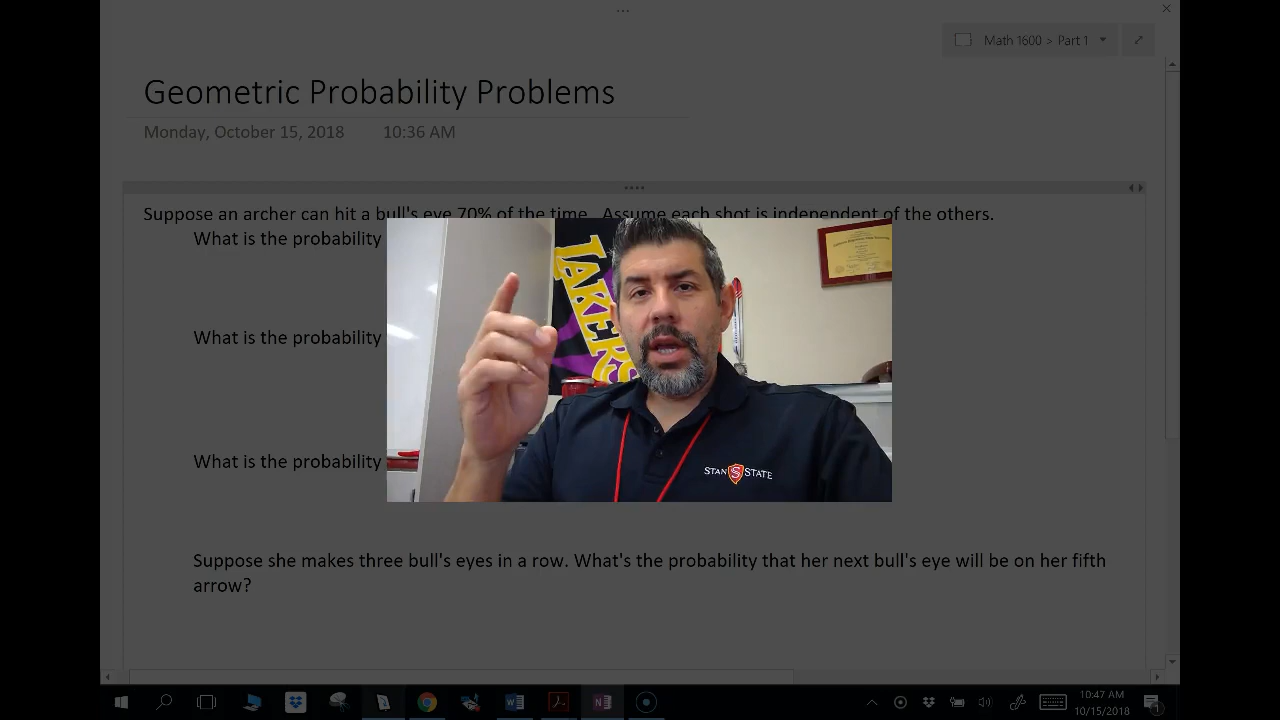 Math 1600 > Part 1
Geometric Probability Problems
Monday, October 15, 2018 10:36 AM
Suppose an archer can hit a bull's eye 70% of the time. Assume each shot is independent of the others.
What is the probability
What is the probability
LAKERS
STAN S STATE
What is the probability
Suppose she makes three bull's eyes in a row. What's the probability that her next bull's eye will be on her fifth
arrow?
10:47 AM
10/15/2018
1